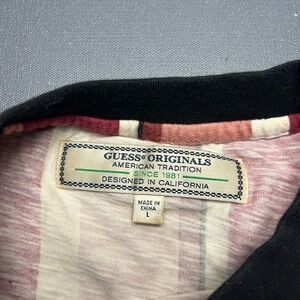 GUESS® ORIGINALS
AMERICAN TRADITION
SINCE 1981
DESIGNED IN CALIFORNIA
MADE IN
CHINA
L